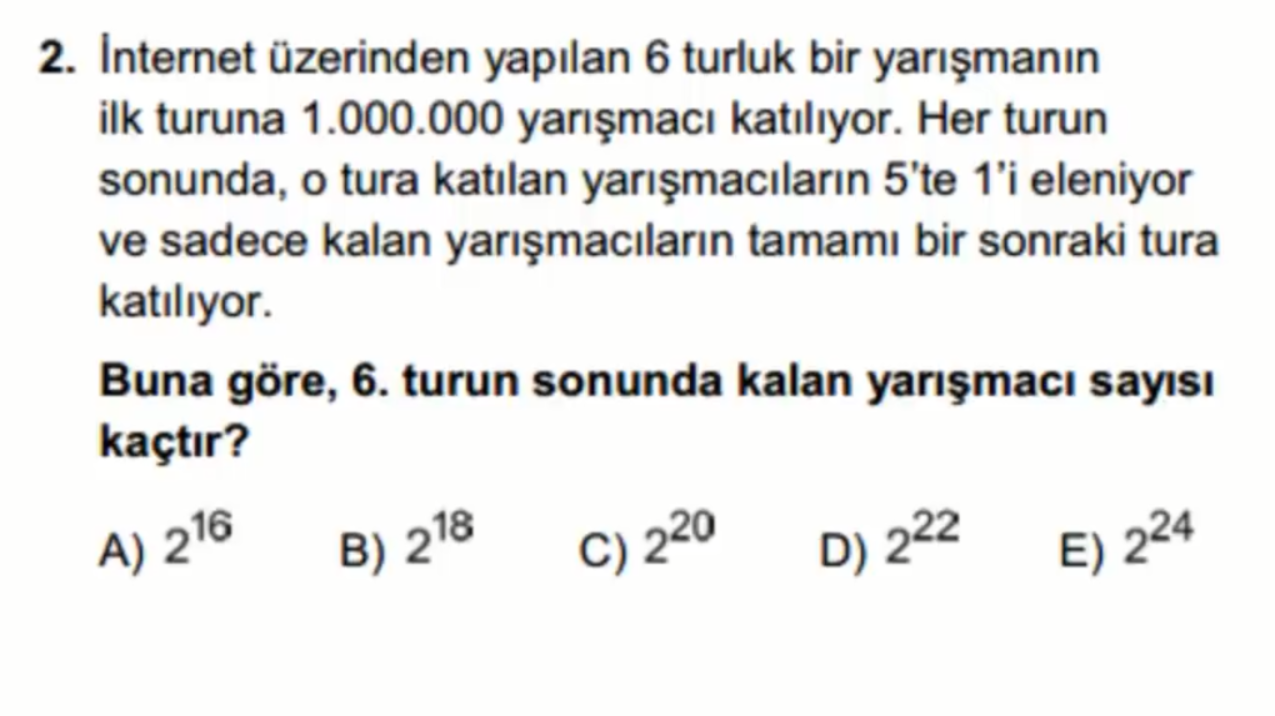 2. İnternet üzerinden yapılan 6 turluk bir yarışmanın
ilk turuna 1.000.000 yarışmacı katılıyor. Her turun
sonunda, o tura katılan yarışmacıların 5'te 1'i eleniyor
ve sadece kalan yarışmacıların tamamı bir sonraki tura
katılıyor.
Buna göre, 6. turun sonunda kalan yarışmacı sayısı
kaçtır?
A) 2^16 B) 2^18 C) 2^20 D) 2^22 E) 2^24